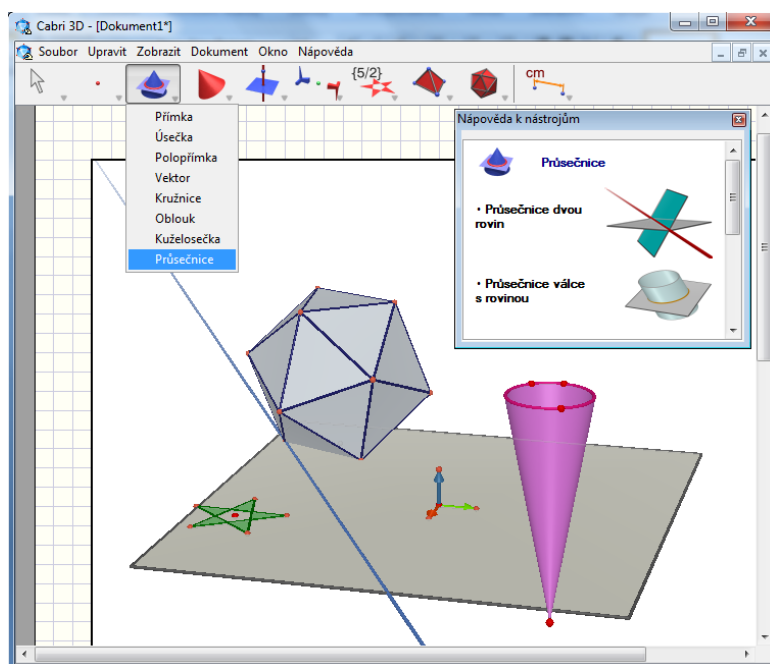 Cabri 3D - [Dokument1*]
Soubor Upravit Zobrazit Dokument Okno Nápověda
{5/2}
cm
Přímka
Úsečka
Polopřímka
Vektor
Kružnice
Oblouk
Kuželosečka
Průsečnice
Nápověda k nástrojům
Průsečnice
• Průsečnice dvou
rovin
• Průsečnice válce
s rovinou